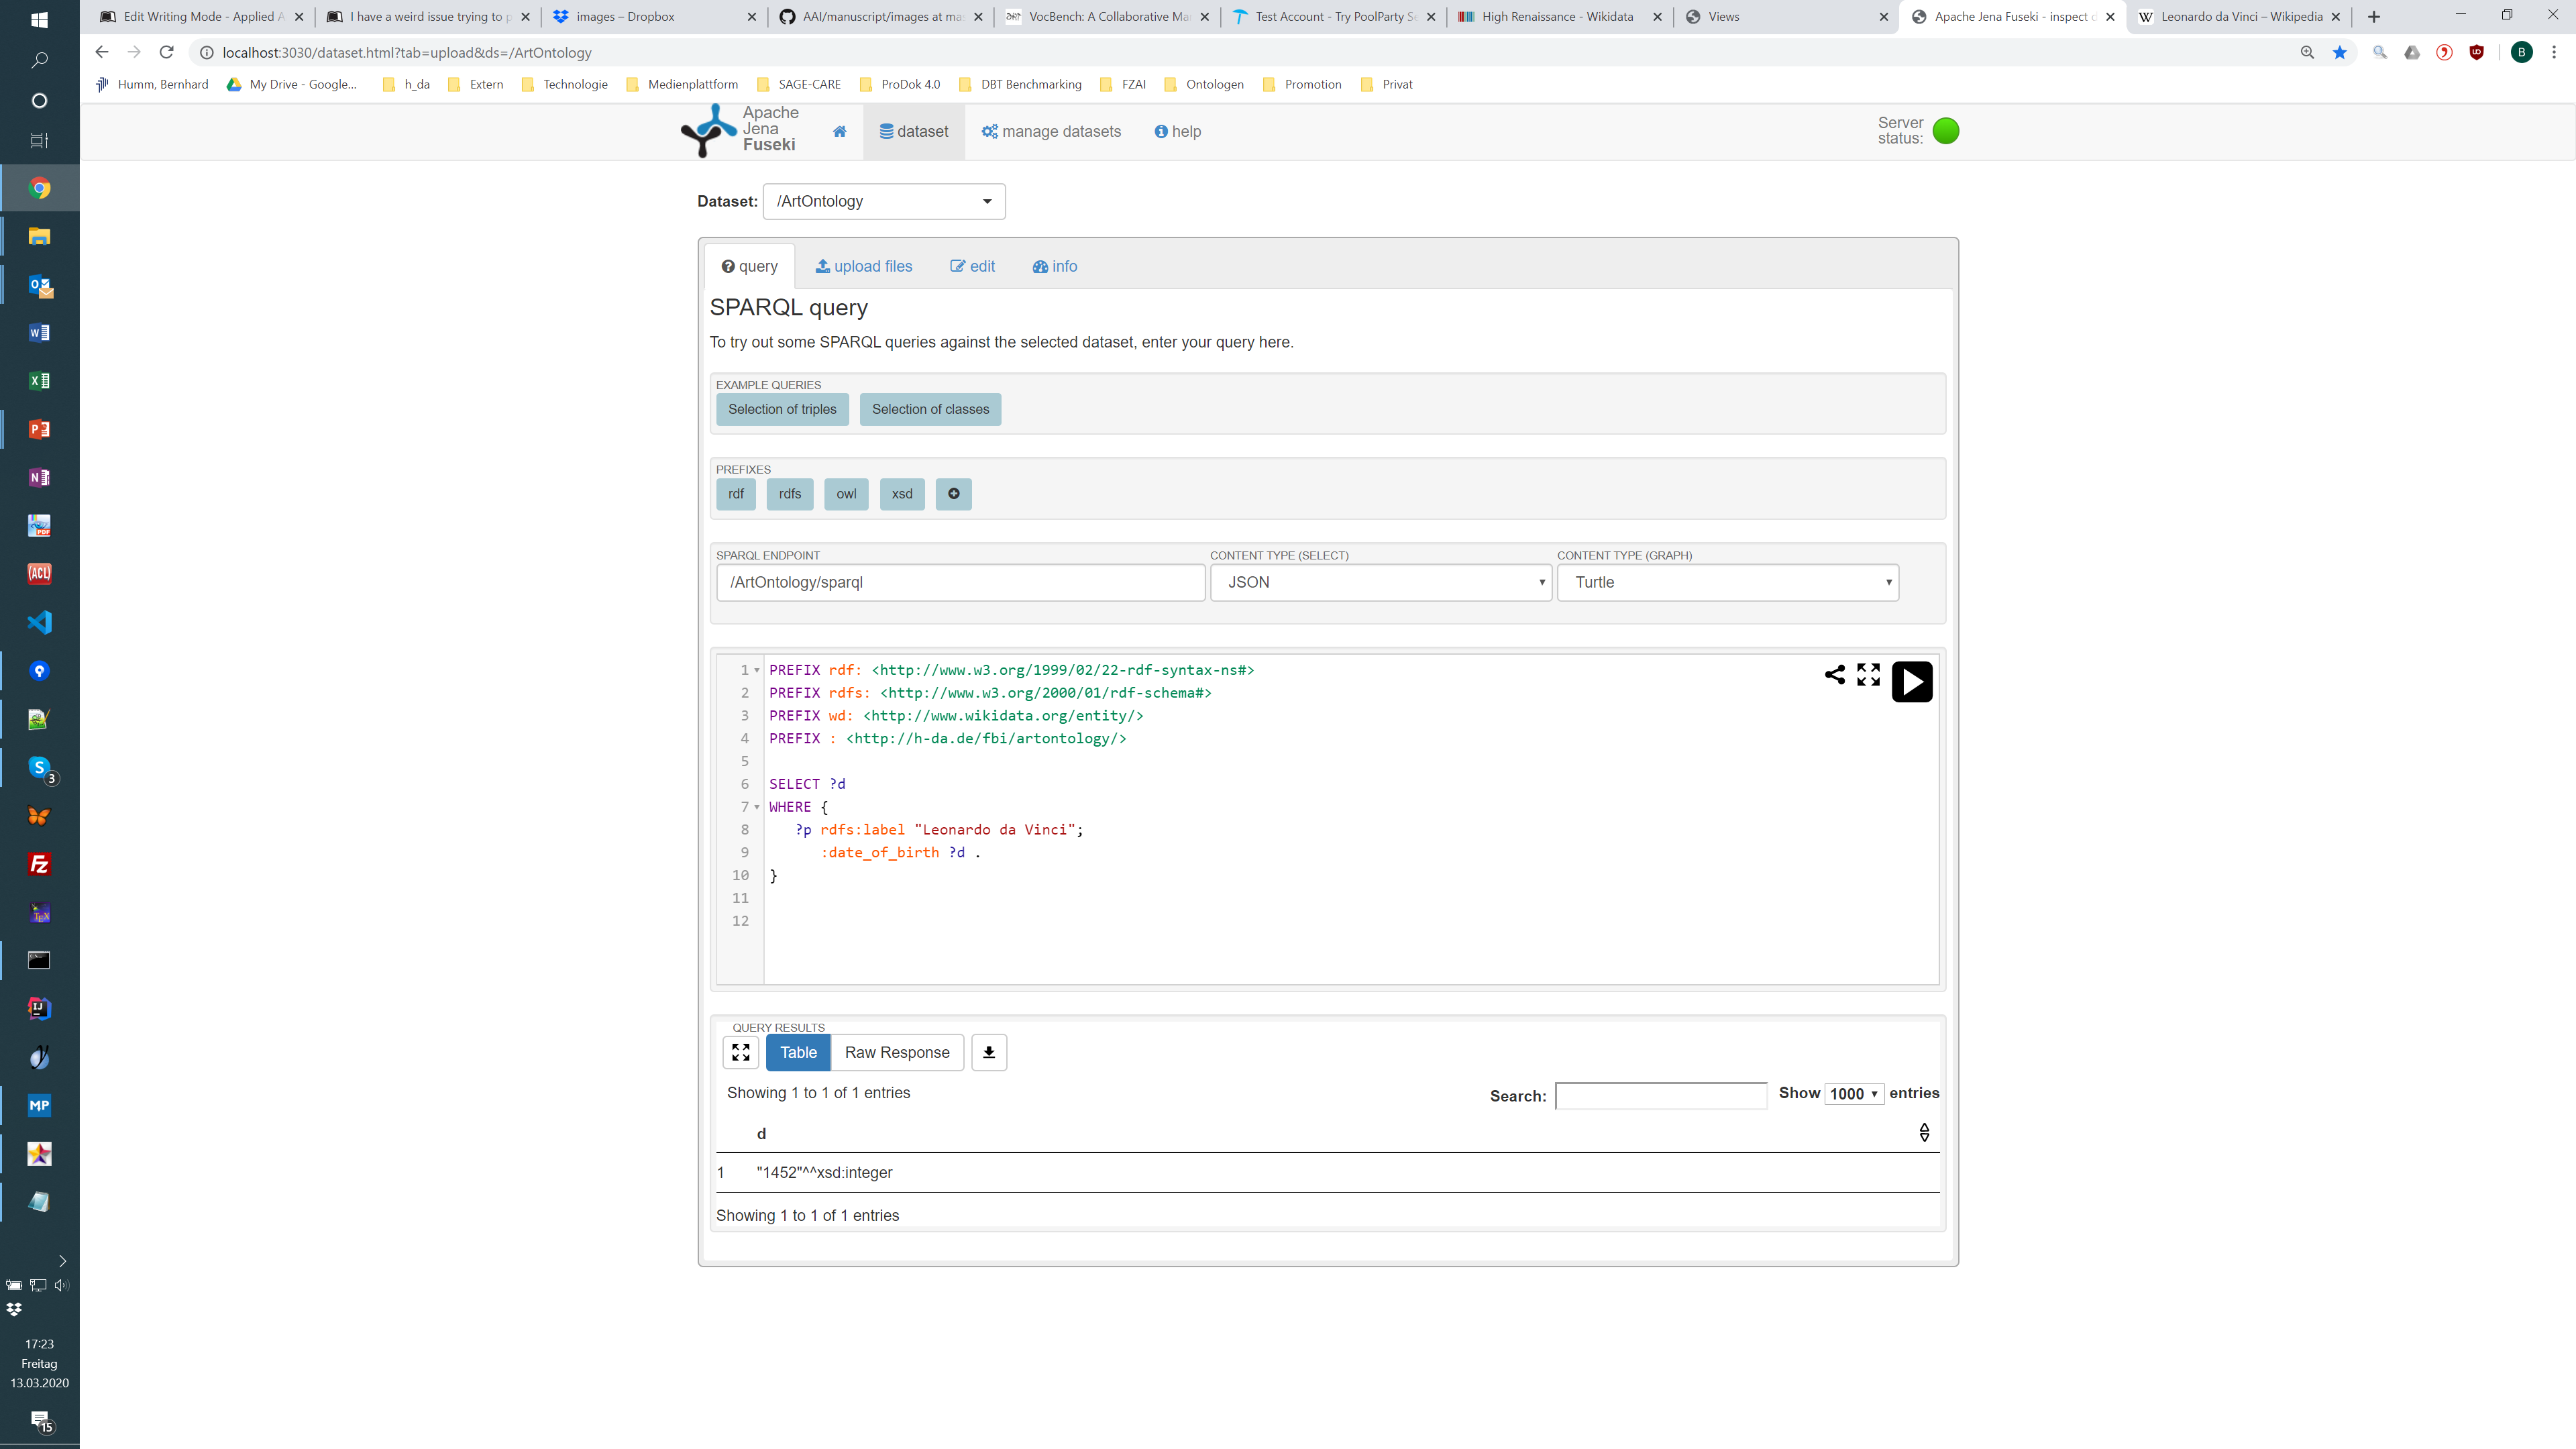 Edit Writing Mode - Applied A
I have a weird issue trying to p
images – Dropbox
AAI/manuscript/images at mas
VocBench: A Collaborative Ma
Test Account - Try PoolParty Se
High Renaissance - Wikidata
Views
Apache Jena Fuseki - inspect d
Leonardo da Vinci – Wikipedia
localhost:3030/dataset.html?tab=upload&ds=/ArtOntology
B
Humm, Bernhard
My Drive - Google...
h_da
Extern
Technologie
Medienplattform
SAGE-CARE
ProDok 4.0
DBT Benchmarking
FZAI
Ontologen
Promotion
Privat
Apache
Jena
Fuseki
dataset
manage datasets
help
Server
status:
Dataset: /ArtOntology
query
upload files
edit
info
SPARQL query
To try out some SPARQL queries against the selected dataset, enter your query here.
EXAMPLE QUERIES
Selection of triples
Selection of classes
PREFIXES
rdf
rdfs
owl
xsd
SPARQL ENDPOINT
CONTENT TYPE (SELECT)
CONTENT TYPE (GRAPH)
/ArtOntology/sparql
JSON
Turtle
1 PREFIX rdf: <http://www.w3.org/1999/02/22-rdf-syntax-ns#>
2 PREFIX rdfs: <http://www.w3.org/2000/01/rdf-schema#>
3 PREFIX wd: <http://www.wikidata.org/entity/>
4 PREFIX : <http://h-da.de/fbi/artontology/>
5
6 SELECT ?d
7 WHERE {
8 ?p rdfs:label "Leonardo da Vinci";
9 :date_of_birth ?d .
10 }
11
12
QUERY RESULTS
Table
Raw Response
Showing 1 to 1 of 1 entries
Search:
Show 1000 entries
d
1 "1452"^^xsd:integer
Showing 1 to 1 of 1 entries
3
17:23
Freitag
13.03.2020
15